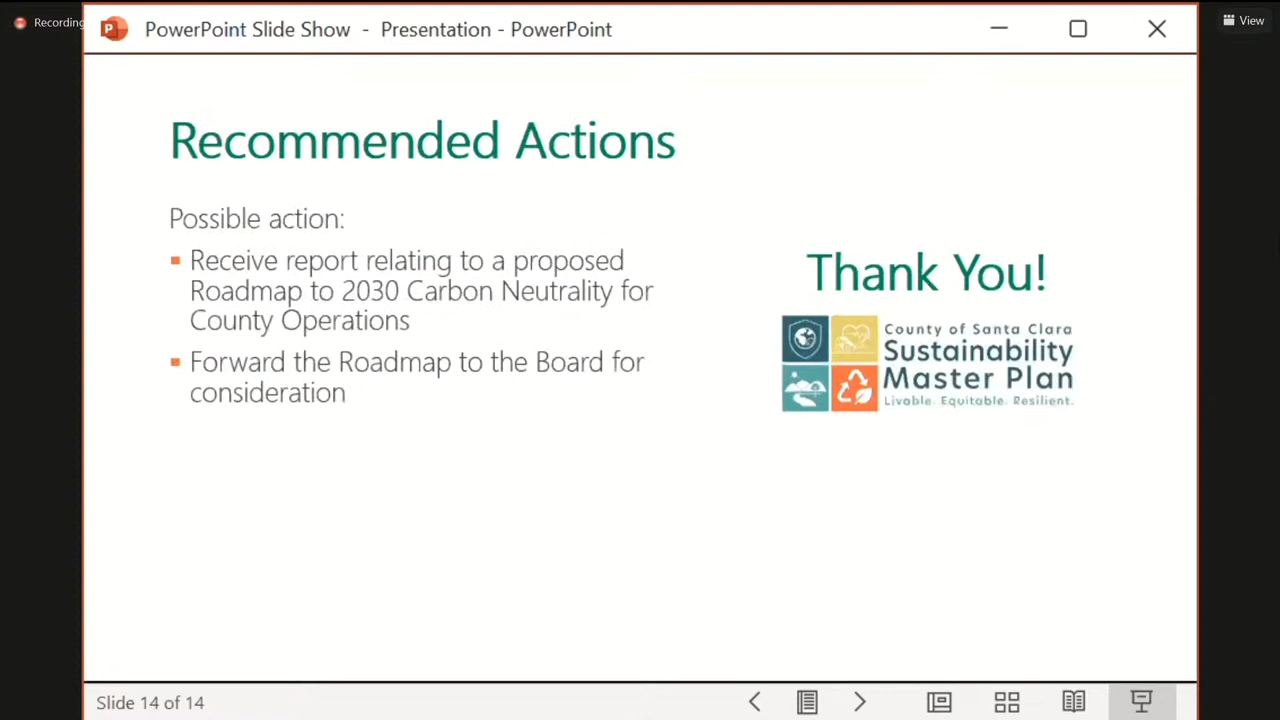 Recording
PowerPoint Slide Show - Presentation - PowerPoint
View
Recommended Actions
Possible action:
Receive report relating to a proposed
Roadmap to 2030 Carbon Neutrality for
County Operations
Forward the Roadmap to the Board for
consideration
Thank You!
County of Santa Clara
Sustainability
Master Plan
Livable. Equitable. Resilient.
Slide 14 of 14